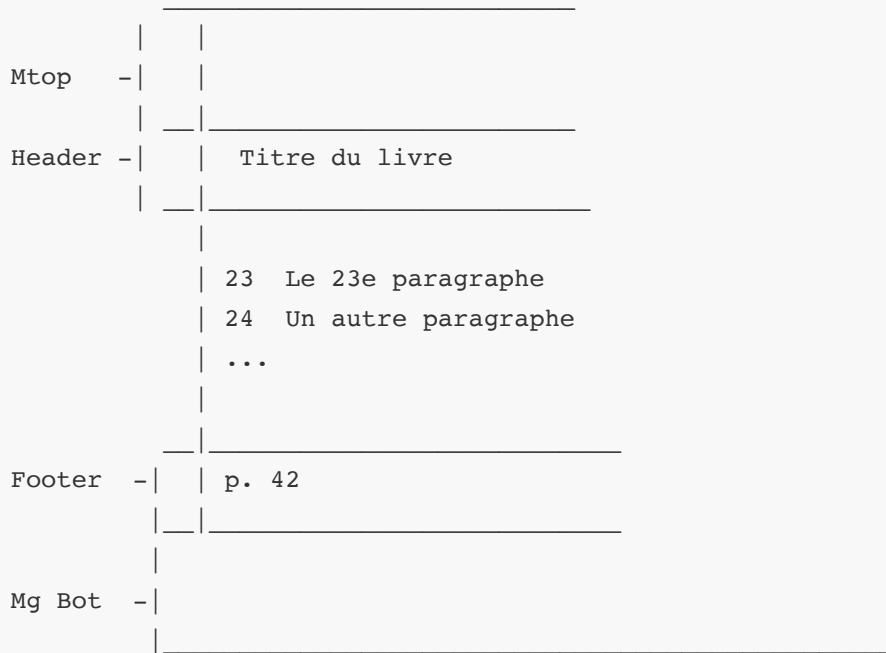 Mtop
Header Titre du livre
23 Le 23e paragraphe
24 Un autre paragraphe
...
Footer p. 42
Mg Bot